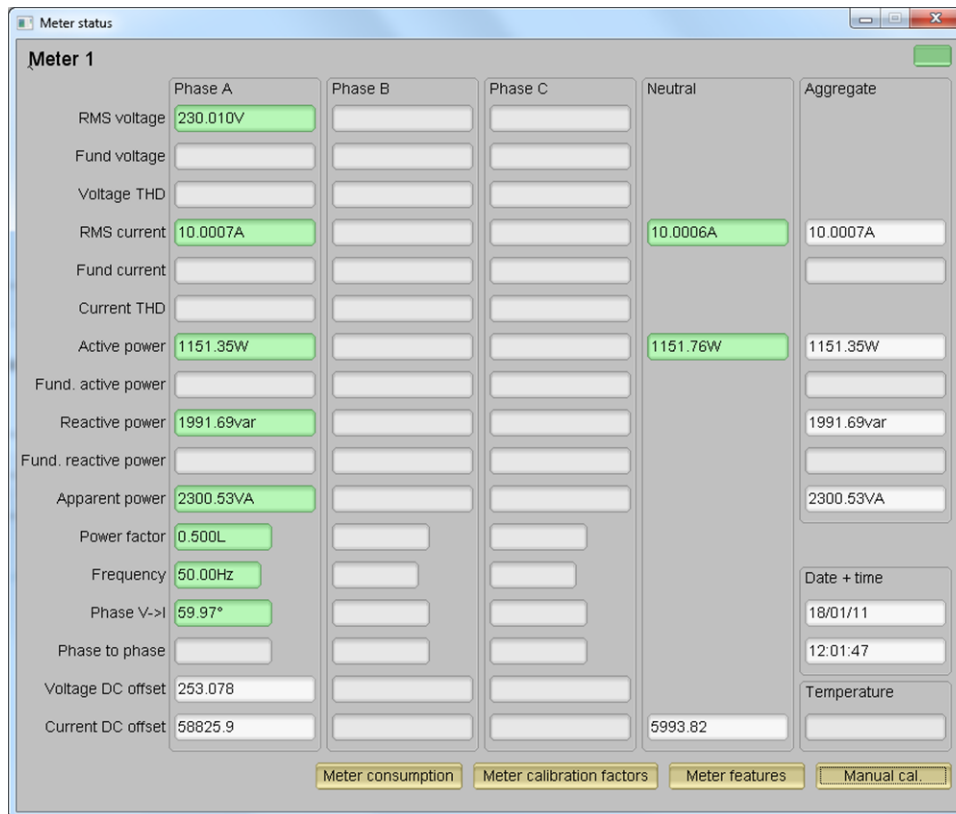 Meter status
Meter 1
Phase A Phase B Phase C Neutral Aggregate
RMS voltage 230.010V
Fund voltage
Voltage THD
RMS current 10.0007A 10.0006A 10.0007A
Fund current
Current THD
Active power 1151.35W 1151.76W 1151.35W
Fund. active power
Reactive power 1991.69var 1991.69var
Fund. reactive power
Apparent power 2300.53VA 2300.53VA
Power factor 0.500L
Frequency 50.00Hz Date + time
Phase V->I 59.97° 18/01/11
Phase to phase 12:01:47
Voltage DC offset 253.078 Temperature
Current DC offset 58825.9 5993.82
Meter consumption Meter calibration factors Meter features Manual cal.